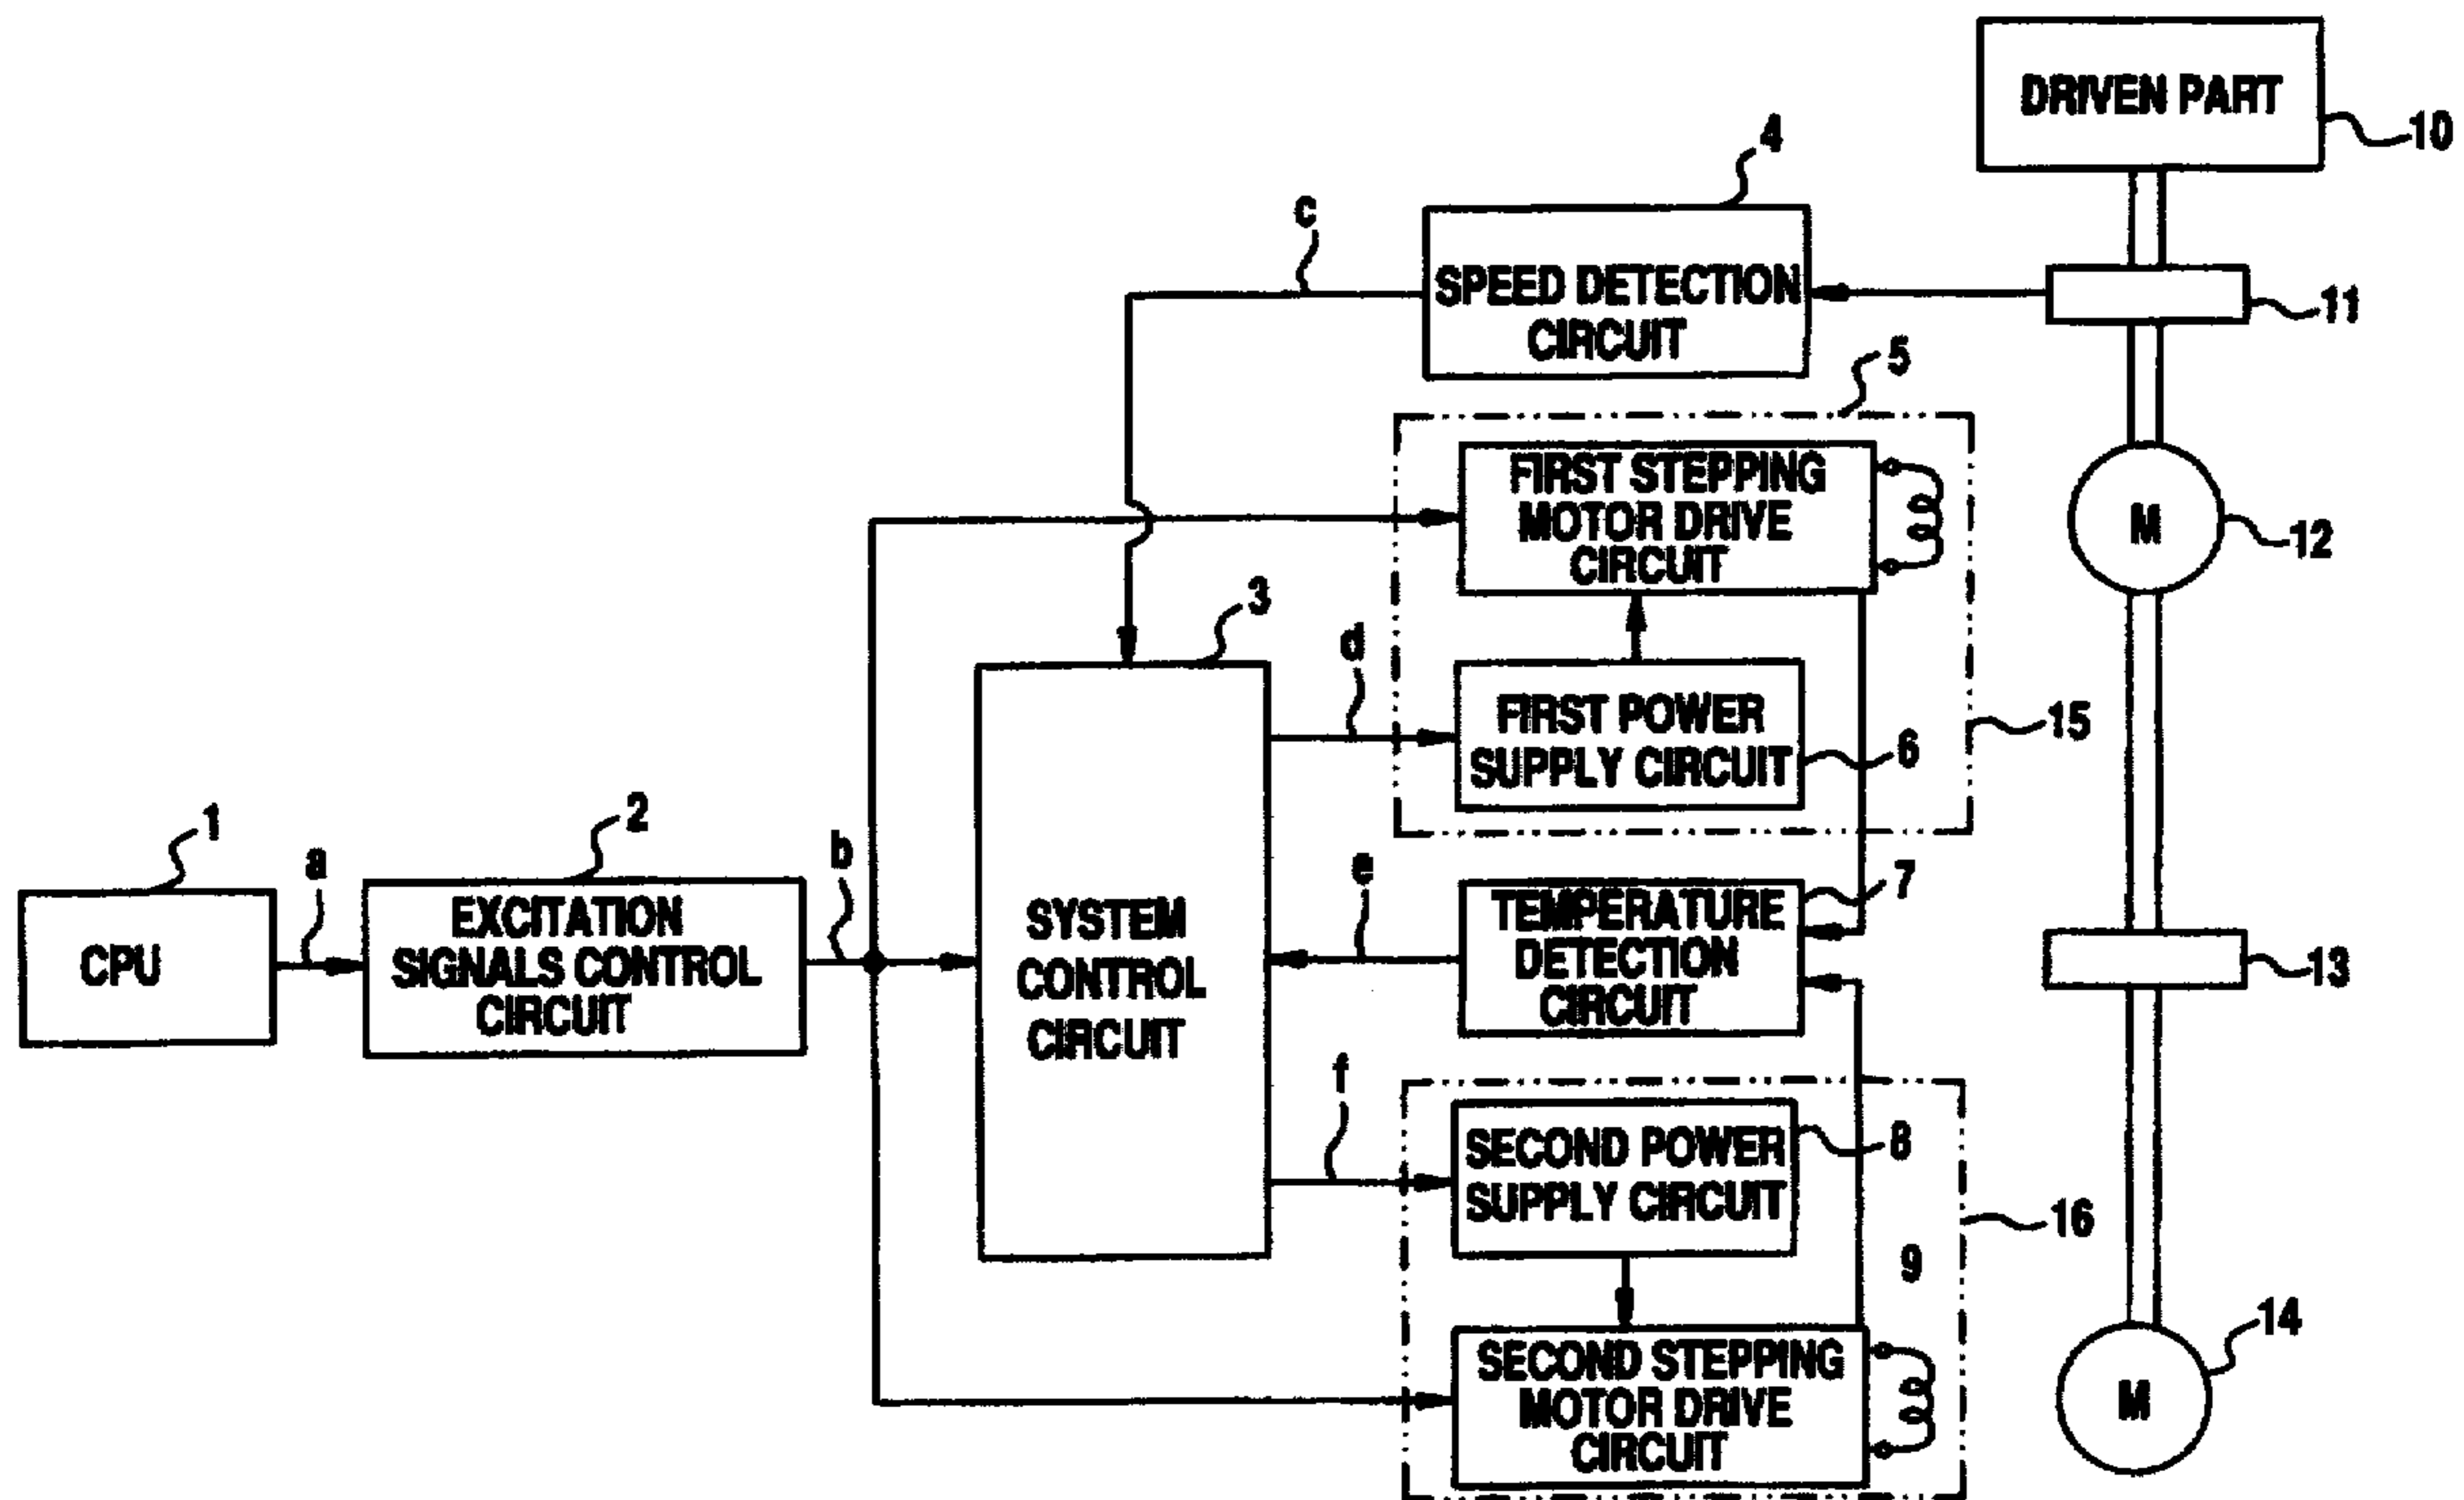 DRIVEN PART
10
4
c
SPEED DETECTION
CIRCUIT
11
5
FIRST STEPPING
MOTOR DRIVE
CIRCUIT
M
12
3
d
FIRST POWER
SUPPLY CIRCUIT
6
15
1
2
a
b
e
7
CPU
EXCITATION
SIGNALS CONTROL
CIRCUIT
SYSTEM
CONTROL
CIRCUIT
TEMPERATURE
DETECTION
CIRCUIT
13
f
SECOND POWER
SUPPLY CIRCUIT
8
16
9
SECOND STEPPING
MOTOR DRIVE
CIRCUIT
M
14